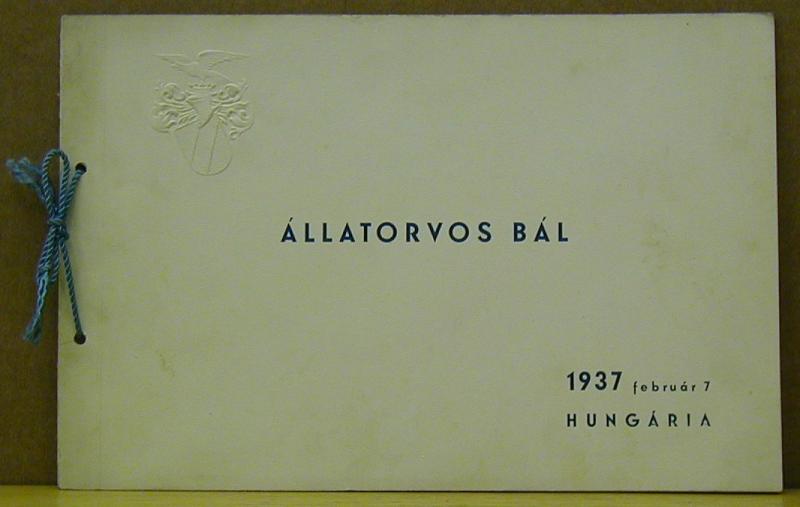 ÁLLATORVOS BÁL
1937 február 7
HUNGÁRIA